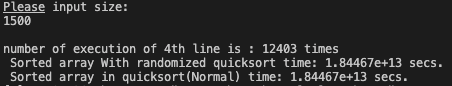 Please input size:
1500
number of execution of 4th line is : 12403 times
Sorted array With randomized quicksort time: 1.84467e+13 secs.
Sorted array in quicksort(Normal) time: 1.84467e+13 secs.